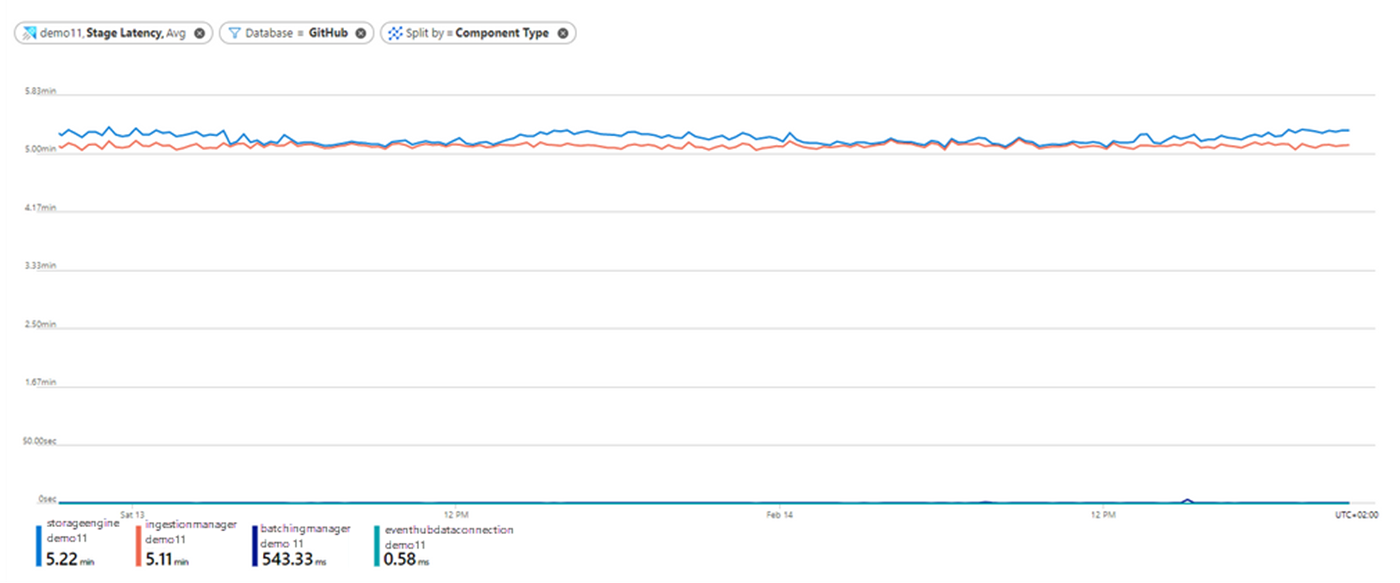 demo11, Stage Latency, Avg
Database = GitHub
Split by = Component Type
5.83min
5.00min
4.17min
3.33min
2.50min
1.67min
50.00sec
0sec
Sat 13 12 PM Feb 14 12 PM UTC+02:00
storageengine
demo11
5.22 min
ingestionmanager
demo11
5.11 min
batchingmanager
demo 11
543.33 ms
eventhubdataconnection
demo11
0.58 ms